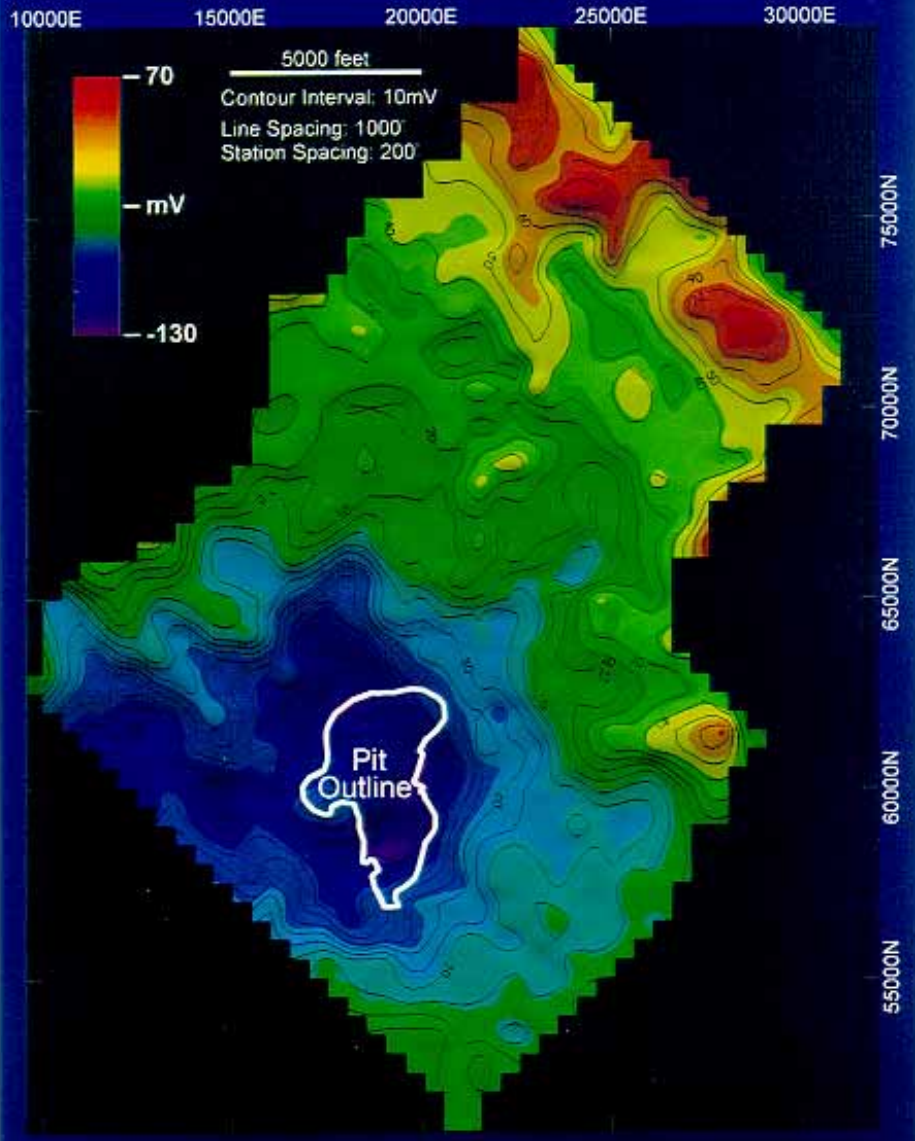 10000E 15000E 20000E 25000E 30000E
70
mV
-130
5000 feet
Contour Interval: 10mV
Line Spacing: 1000'
Station Spacing: 200'
75000N
70000N
65000N
60000N
55000N
Pit
Outline